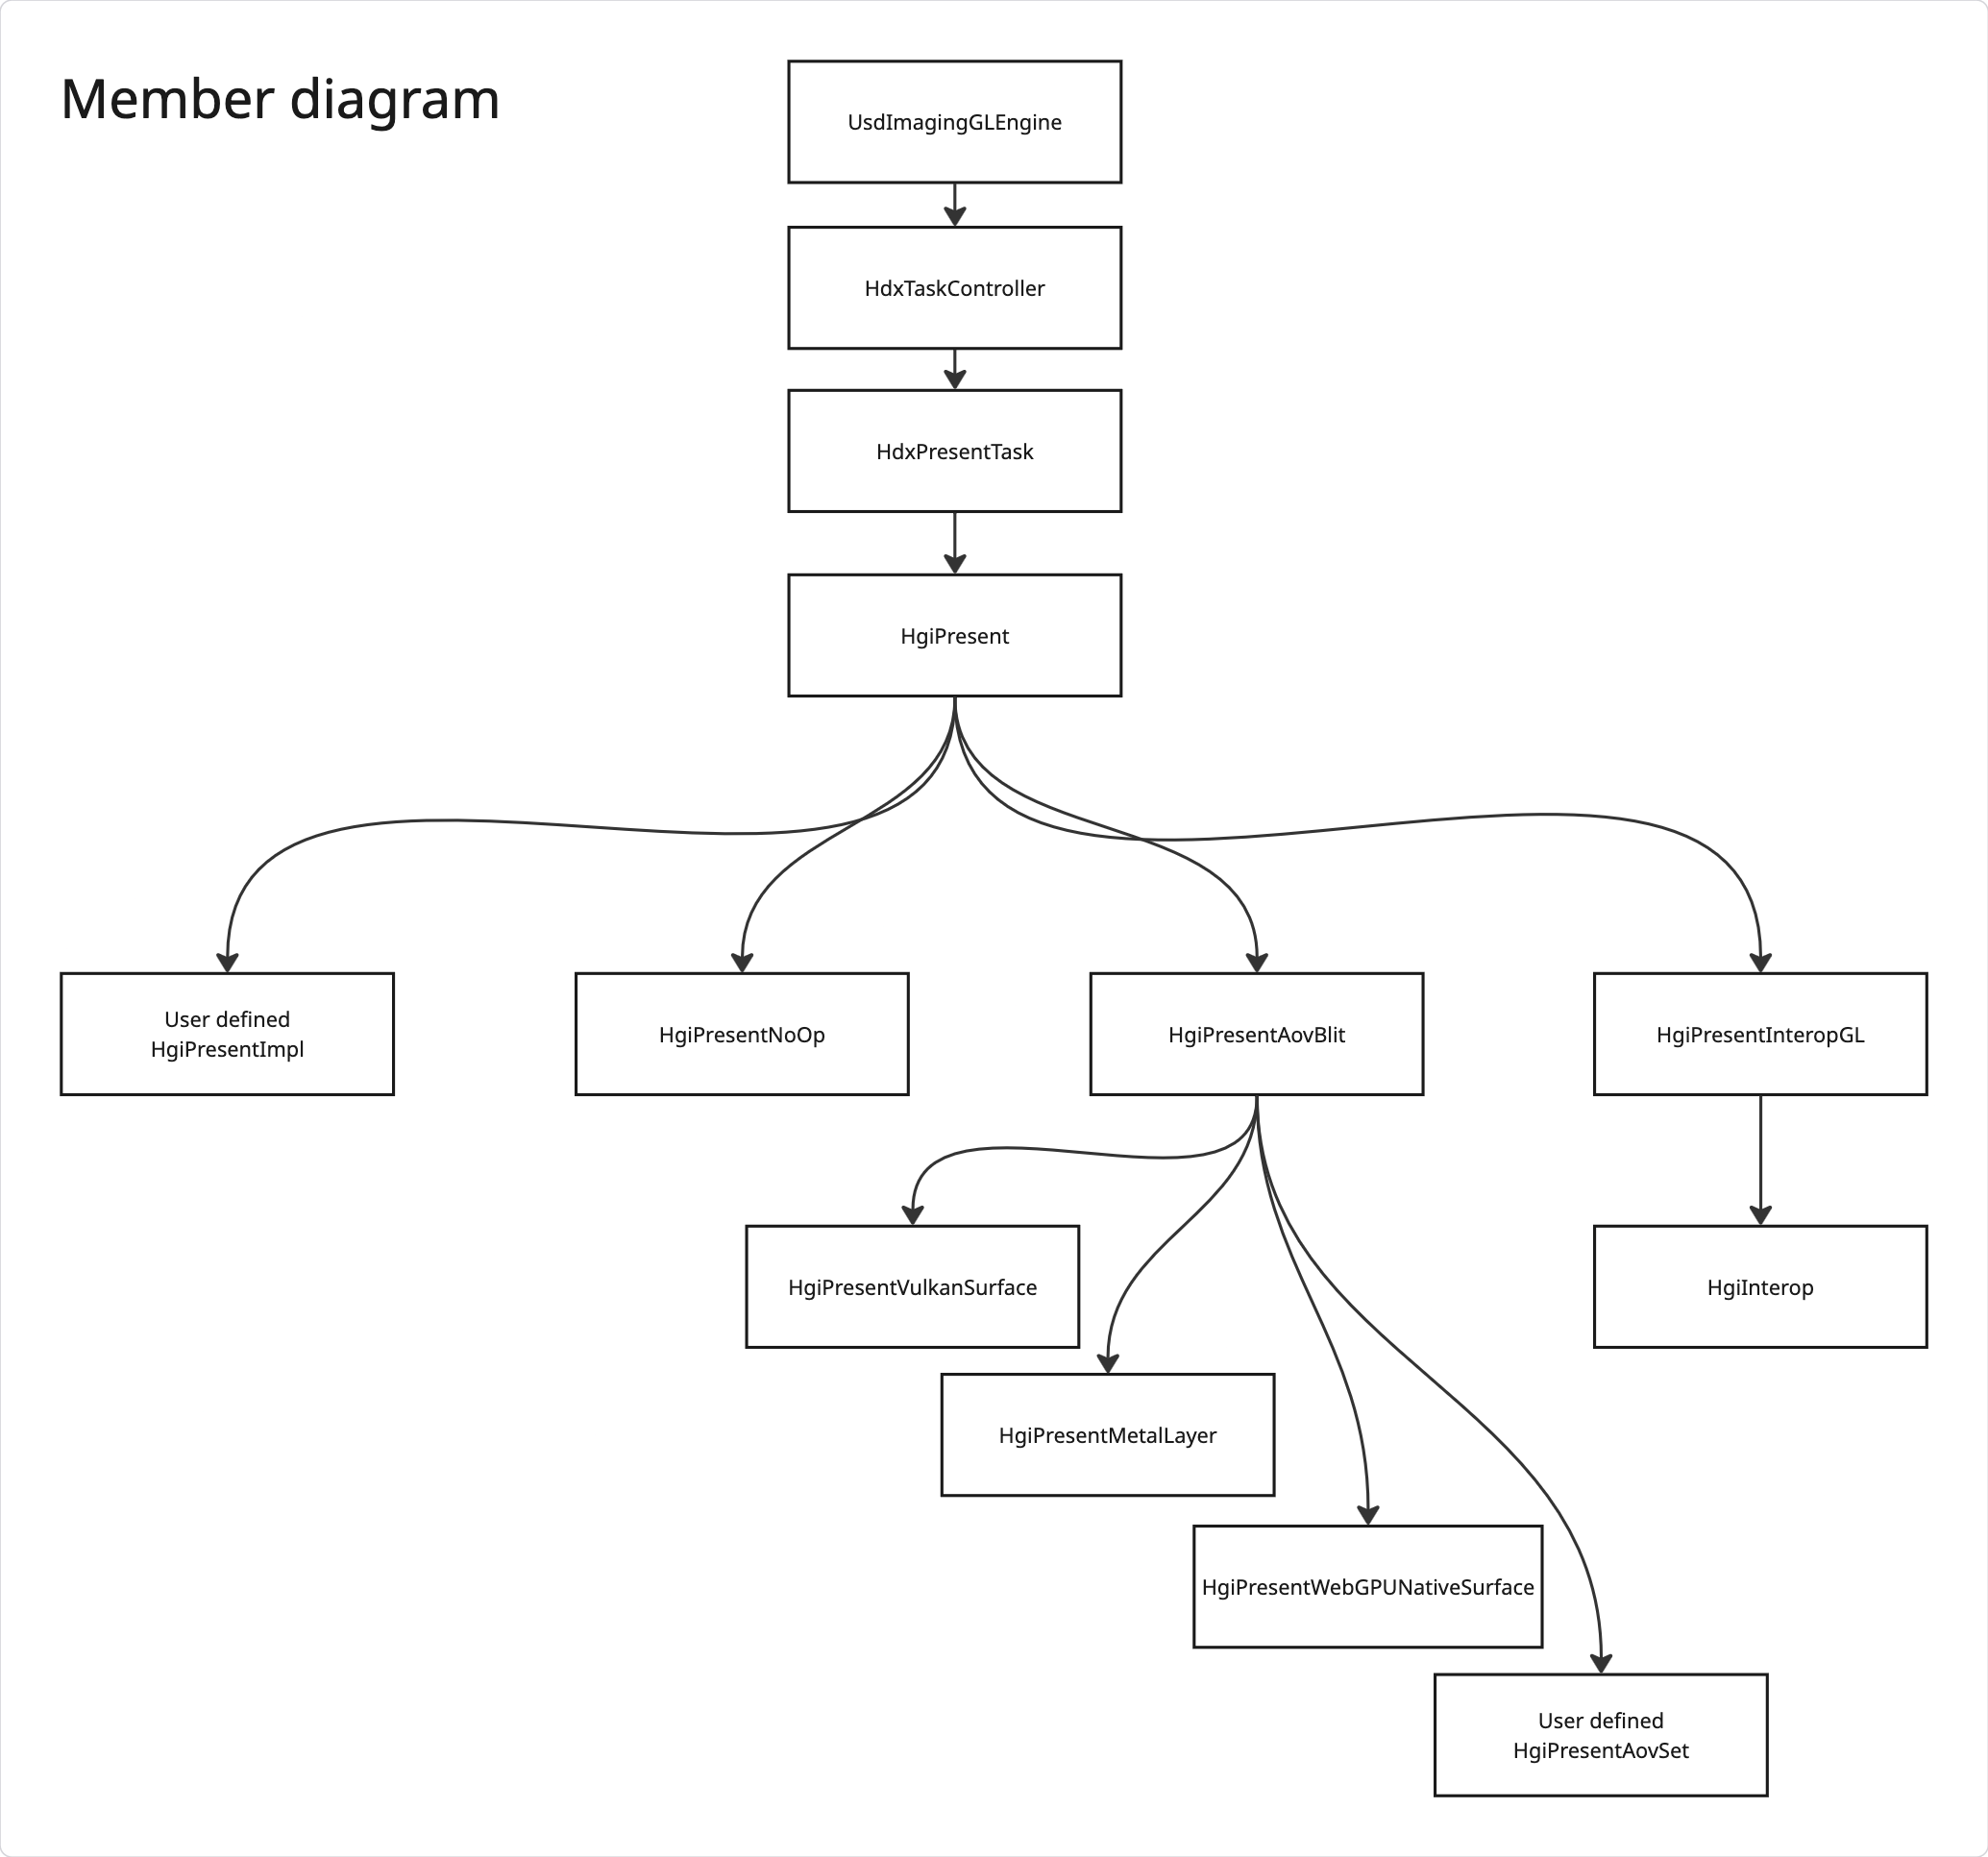 Member diagram
UsdImagingGLEngine
HdxTaskController
HdxPresentTask
HgiPresent
User defined
HgiPresentImpl
HgiPresentNoOp
HgiPresentAovBlit
HgiPresentInteropGL
HgiPresentVulkanSurface
HgiInterop
HgiPresentMetalLayer
HgiPresentWebGPUNativeSurface
User defined
HgiPresentAovSet